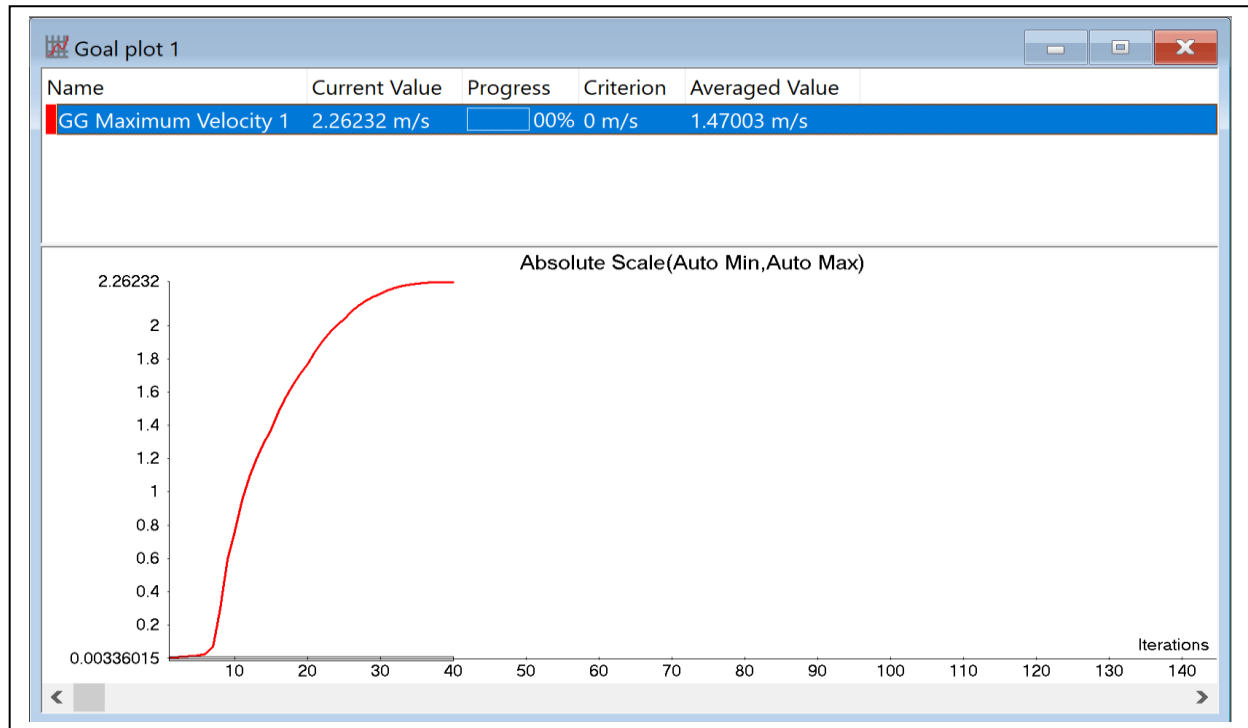 Goal plot 1
Name Current Value Progress Criterion Averaged Value
GG Maximum Velocity 1 2.26232 m/s 00% 0 m/s 1.47003 m/s
Absolute Scale(Auto Min,Auto Max)
2.26232
2
1.8
1.6
1.4
1.2
1
0.8
0.6
0.4
0.2
0.00336015
Iterations
10 20 30 40 50 60 70 80 90 100 110 120 130 140